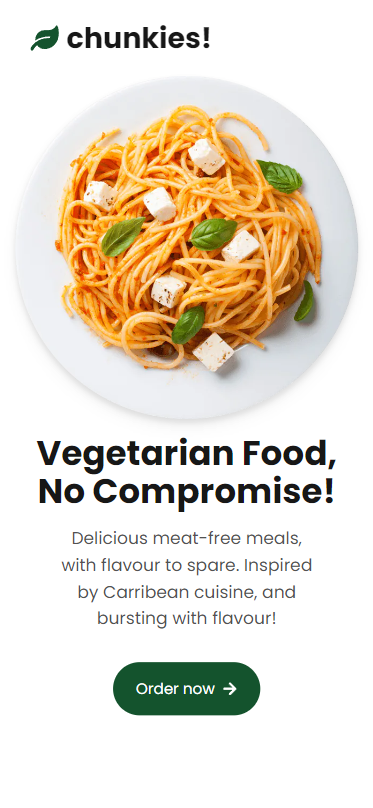 chunkies!
Vegetarian Food,
No Compromise!
Delicious meat-free meals,
with flavour to spare. Inspired
by Carribean cuisine, and
bursting with flavour!
Order now